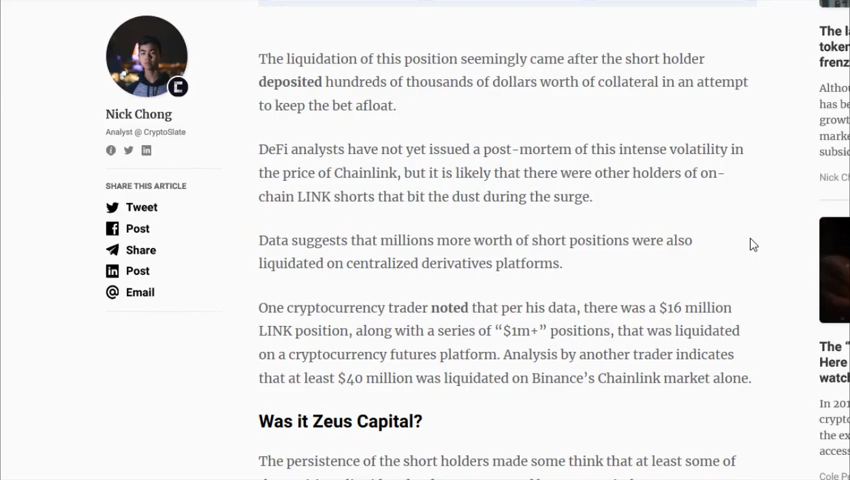 Nick Chong
Analyst @ CryptoSlate
SHARE THIS ARTICLE
Tweet
Post
Share
Post
Email
The liquidation of this position seemingly came after the short holder
deposited hundreds of thousands of dollars worth of collateral in an attempt
to keep the bet afloat.
DeFi analysts have not yet issued a post-mortem of this intense volatility in
the price of Chainlink, but it is likely that there were other holders of on-
chain LINK shorts that bit the dust during the surge.
Data suggests that millions more worth of short positions were also
liquidated on centralized derivatives platforms.
One cryptocurrency trader noted that per his data, there was a $16 million
LINK position, along with a series of “$1m+” positions, that was liquidated
on a cryptocurrency futures platform. Analysis by another trader indicates
that at least $40 million was liquidated on Binance’s Chainlink market alone.
Was it Zeus Capital?
The persistence of the short holders made some think that at least some of
The
token
frenz
Altho
has be
growt
marke
subsi
Nick Ch
The “
Here
watch
In 201
crypto
the ex
acces
Cole Pe